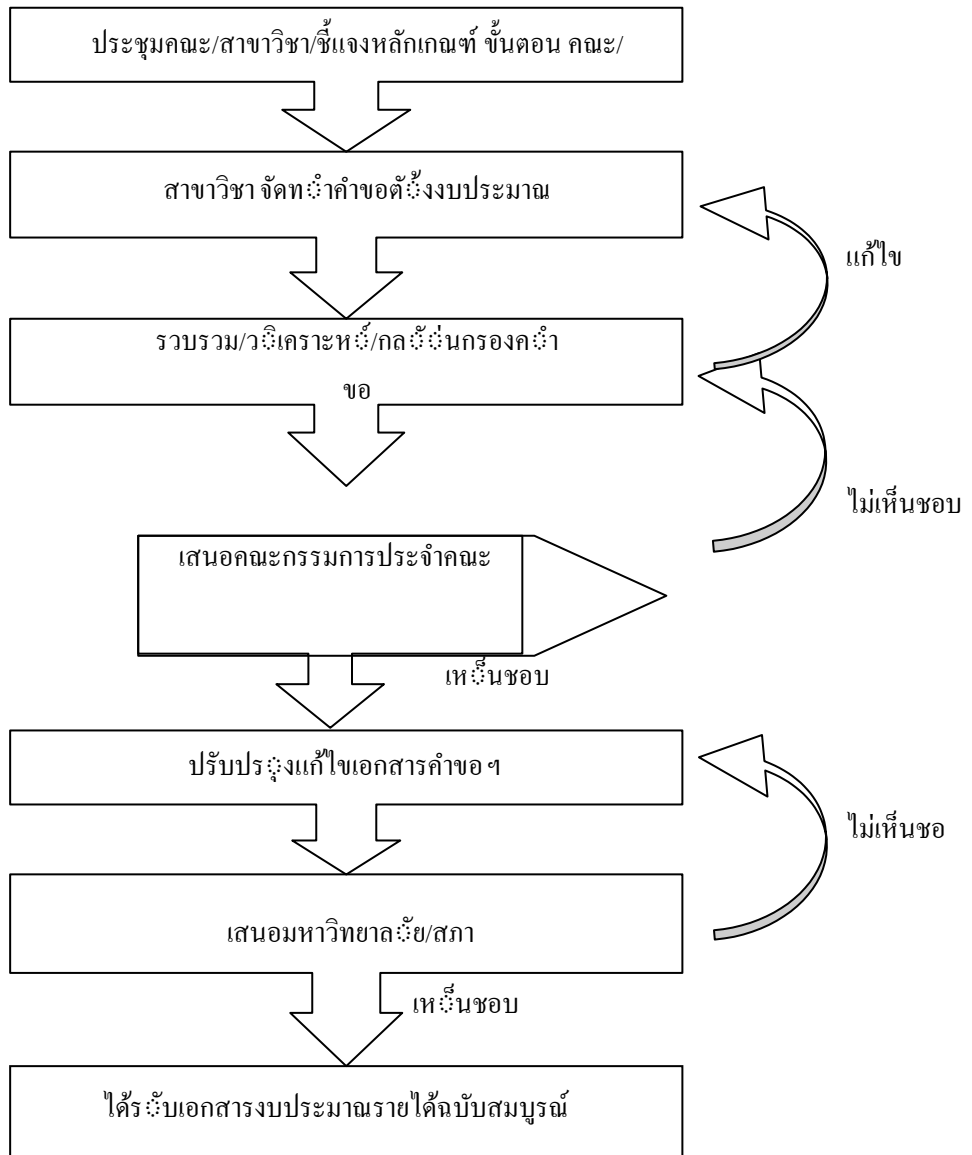 ประชุมคณะ/สาขาวิชา/ชี้แจงหลักเกณฑ์ ขั้นตอน คณะ/
สาขาวิชา จัดทำคำขอตั้งงบประมาณ
แก้ไข
รวบรวม/วิเคราะห์/กลั่นกรองคำ
ขอ
ไม่เห็นชอบ
เสนอคณะกรรมการประจำคณะ
เห็นชอบ
ปรับปรุงแก้ไขเอกสารคำขอ ฯ
ไม่เห็นชอ
เสนอมหาวิทยาลัย/สภา
เห็นชอบ
ได้รับเอกสารงบประมาณรายได้ฉบับสมบูรณ์